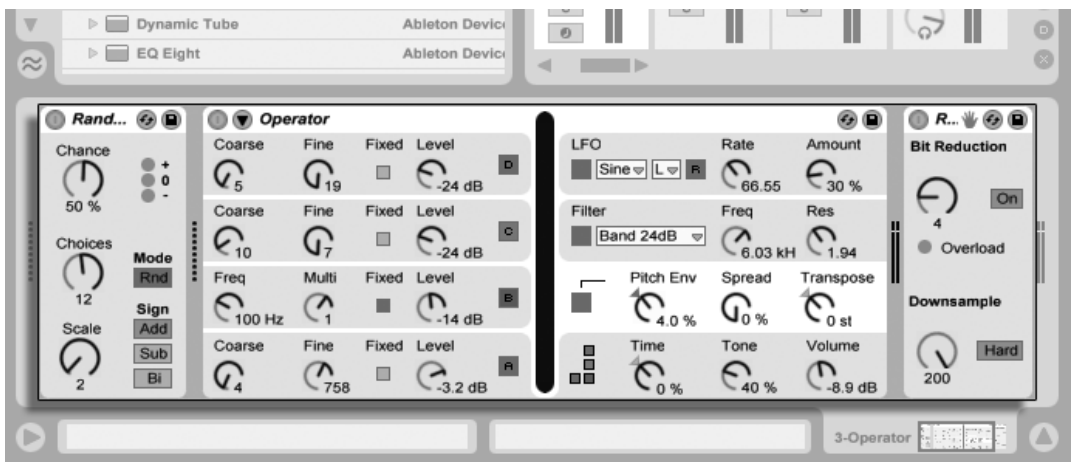 Dynamic Tube Ableton Device
EQ Eight Ableton Device
Rand...
Chance
50 %
+
0
-
Choices
12
Mode
Rnd
Sign
Add
Sub
Bi
Scale
2
Operator
Coarse Fine Fixed Level
5 19 -24 dB D
Coarse Fine Fixed Level
10 7 -24 dB C
Freq Multi Fixed Level
100 Hz 1 -14 dB B
Coarse Fine Fixed Level
4 758 -3.2 dB A
LFO Rate Amount
Sine L R 66.55 30 %
Filter Freq Res
Band 24dB 6.03 kH 1.94
Pitch Env Spread Transpose
4.0 % 0 % 0 st
Time Tone Volume
0 % 40 % -8.9 dB
R...
Bit Reduction
On
4
Overload
Downsample
Hard
200
3-Operator
D
X